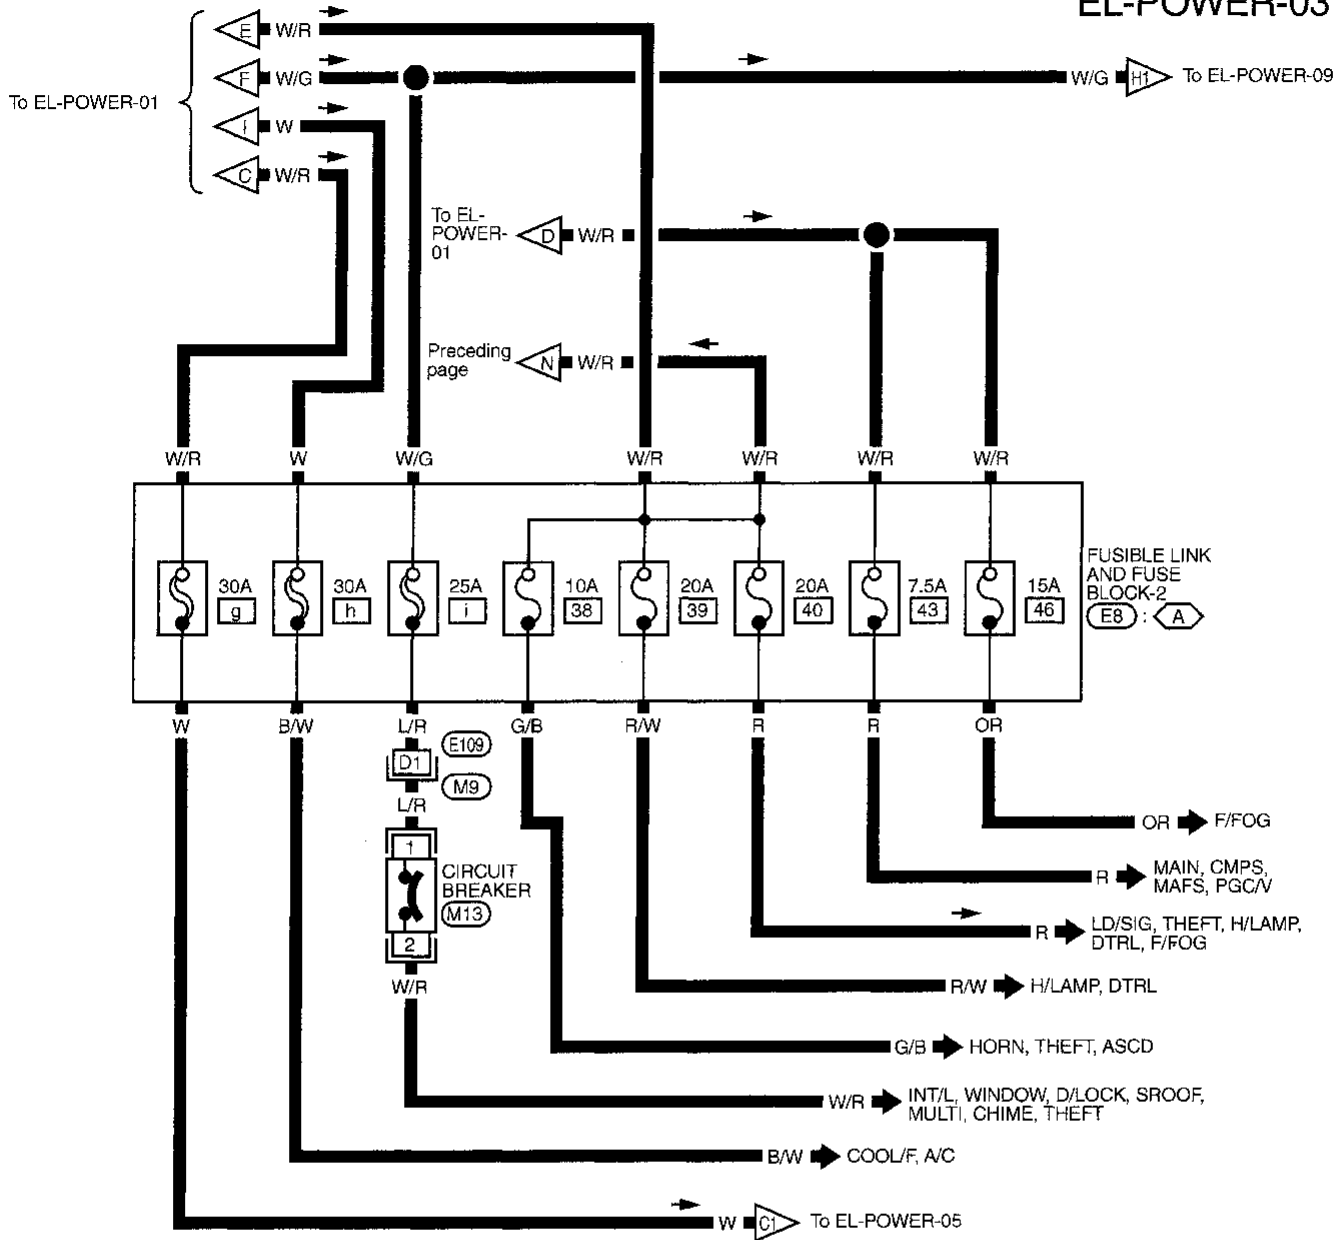 EL-POWER-03
E W/R
F W/G
W/G H1 To EL-POWER-09
To EL-POWER-01
I W
C W/R
To EL-
POWER-
01
D W/R
Preceding
page
N W/R
W/R W W/G W/R W/R W/R W/R
30A
g
30A
h
25A
i
10A
38
20A
39
20A
40
7.5A
43
15A
46
FUSIBLE LINK
AND FUSE
BLOCK-2
E8 : A
W B/W L/R G/B R/W R R OR
E109
D1
M9
L/R
1
CIRCUIT
BREAKER
M13
2
W/R
OR F/FOG
R MAIN, CMPS,
MAFS, PGC/V
R LD/SIG, THEFT, H/LAMP,
DTRL, F/FOG
R/W H/LAMP, DTRL
G/B HORN, THEFT, ASCD
W/R INT/L, WINDOW, D/LOCK, SROOF,
MULTI, CHIME, THEFT
B/W COOL/F, A/C
W C1 To EL-POWER-05